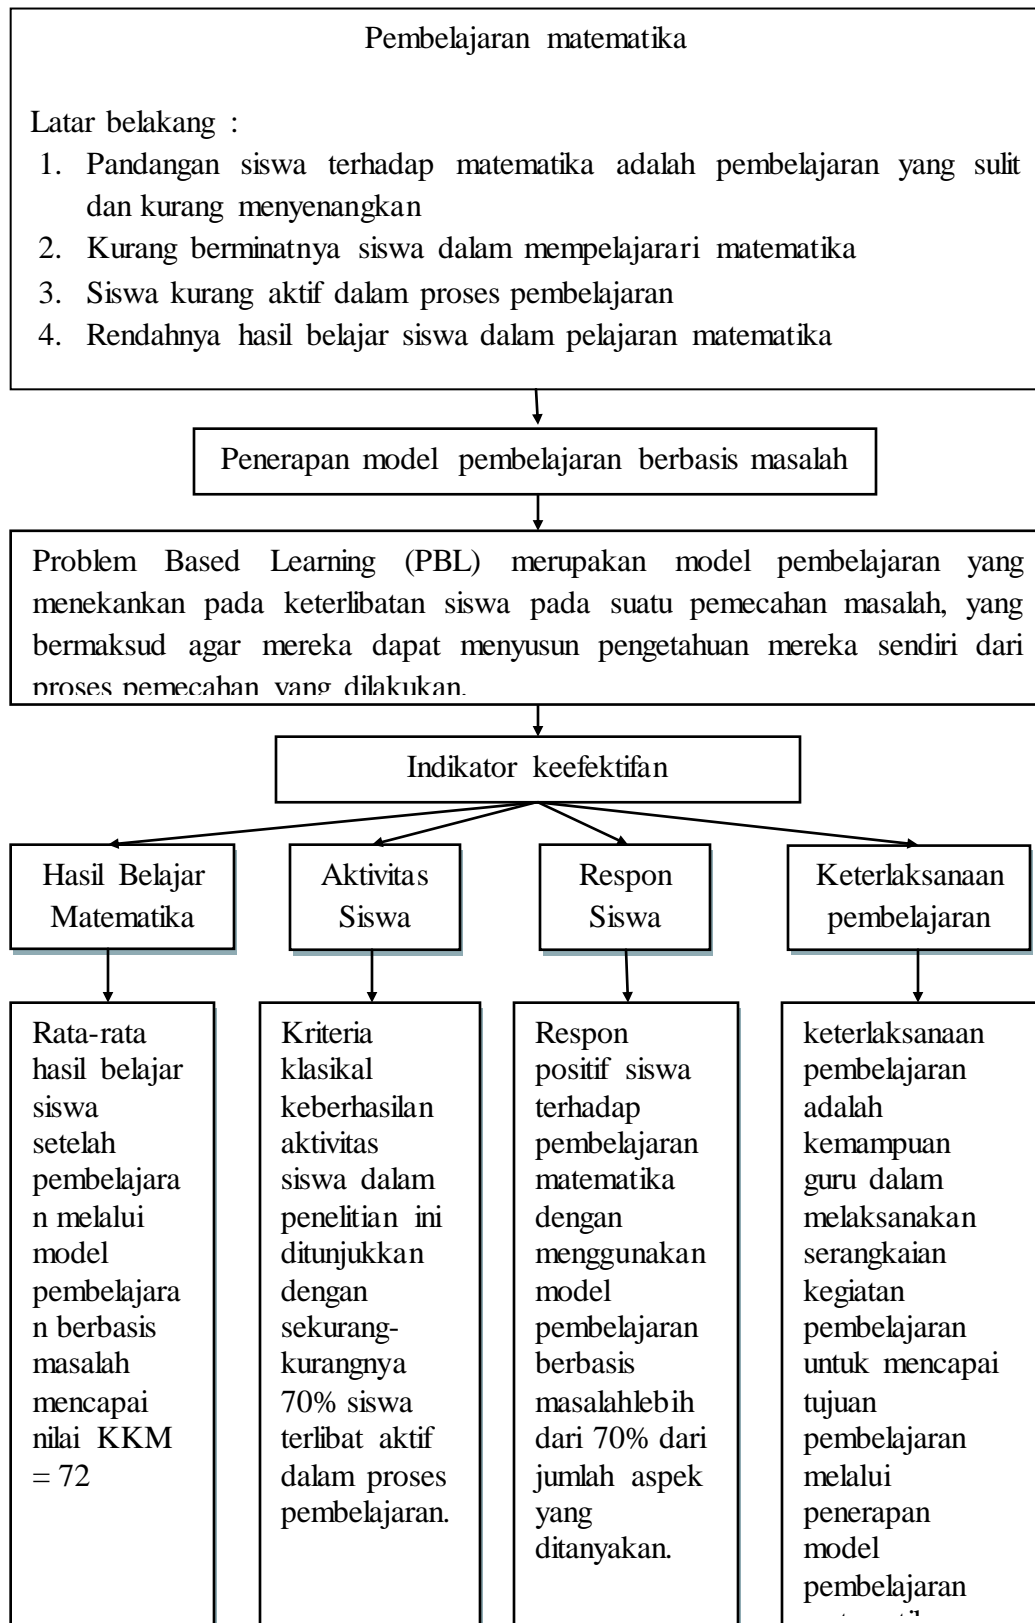 Pembelajaran matematika
Latar belakang :
1. Pandangan siswa terhadap matematika adalah pembelajaran yang sulit
dan kurang menyenangkan
2. Kurang berminatnya siswa dalam mempelajarari matematika
3. Siswa kurang aktif dalam proses pembelajaran
4. Rendahnya hasil belajar siswa dalam pelajaran matematika
Penerapan model pembelajaran berbasis masalah
Problem Based Learning (PBL) merupakan model pembelajaran yang
menekankan pada keterlibatan siswa pada suatu pemecahan masalah, yang
bermaksud agar mereka dapat menyusun pengetahuan mereka sendiri dari
proses pemecahan yang dilakukan.
Indikator keefektifan
Hasil Belajar
Matematika
Aktivitas
Siswa
Respon
Siswa
Keterlaksanaan
pembelajaran
Rata-rata
hasil belajar
siswa
setelah
pembelajara
n melalui
model
pembelajara
n berbasis
masalah
mencapai
nilai KKM
= 72
Kriteria
klasikal
keberhasilan
aktivitas
siswa dalam
penelitian ini
ditunjukkan
dengan
sekurang-
kurangnya
70% siswa
terlibat aktif
dalam proses
pembelajaran.
Respon
positif siswa
terhadap
pembelajaran
matematika
dengan
menggunakan
model
pembelajaran
berbasis
masalahlebih
dari 70% dari
jumlah aspek
yang
ditanyakan.
keterlaksanaan
pembelajaran
adalah
kemampuan
guru dalam
melaksanakan
serangkaian
kegiatan
pembelajaran
untuk mencapai
tujuan
pembelajaran
melalui
penerapan
model
pembelajaran